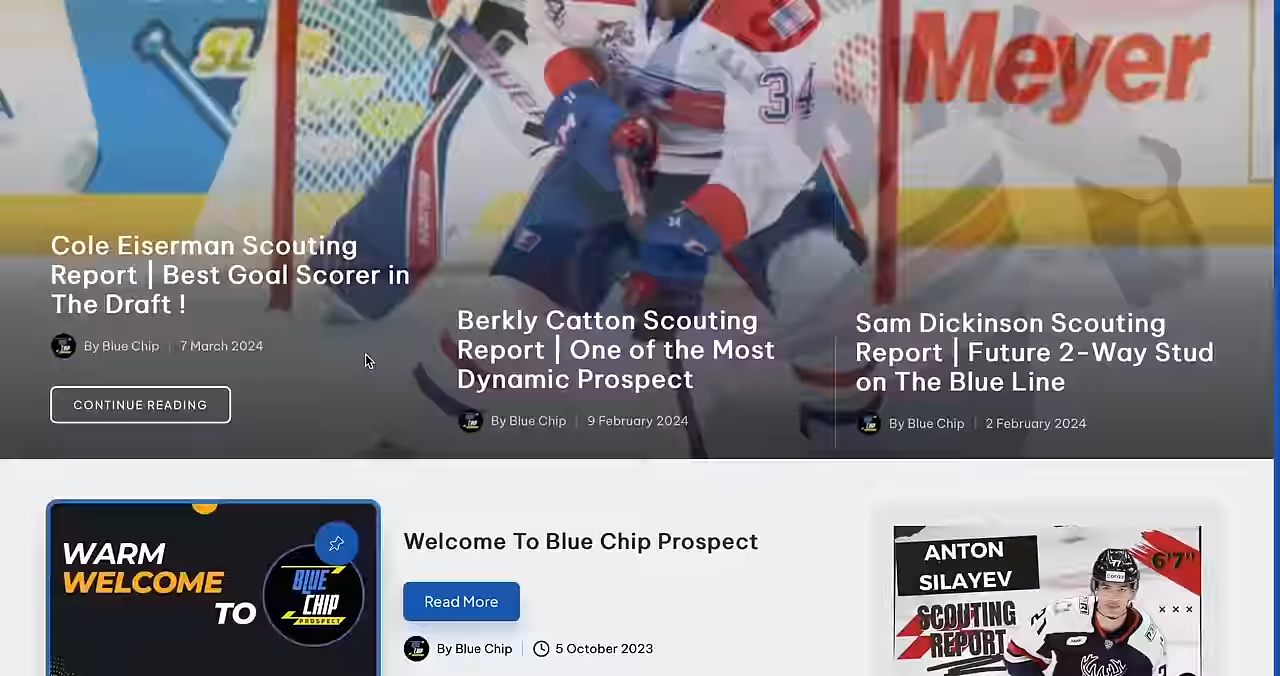 SL
Meyer
34
34
BAUER
Cole Eiserman Scouting
Report | Best Goal Scorer in
The Draft !
By Blue Chip | 7 March 2024
CONTINUE READING
Berkly Catton Scouting
Report | One of the Most
Dynamic Prospect
By Blue Chip | 9 February 2024
Sam Dickinson Scouting
Report | Future 2-Way Stud
on The Blue Line
By Blue Chip | 2 February 2024
WARM
WELCOME
TO
BLUE
CHIP
PROSPECT
Welcome To Blue Chip Prospect
Read More
By Blue Chip | 5 October 2023
ANTON
SILAYEV
6'7"
SCOUTING
REPORT